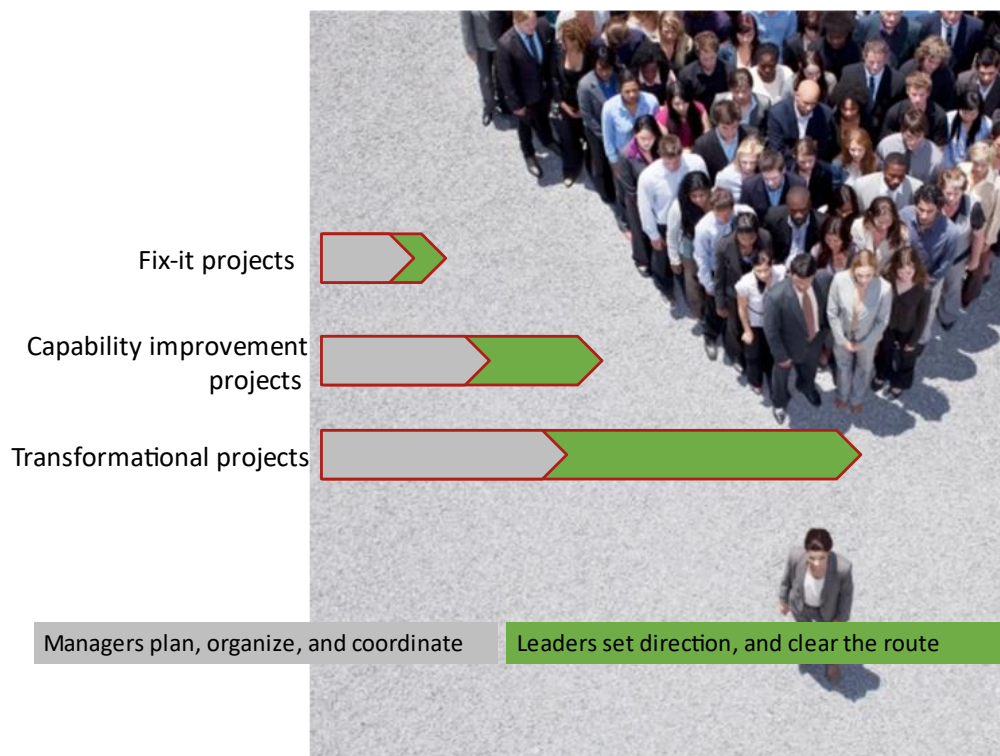 Fix-it projects
Capability improvement
projects
Transformational projects
Managers plan, organize, and coordinate
Leaders set direction, and clear the route